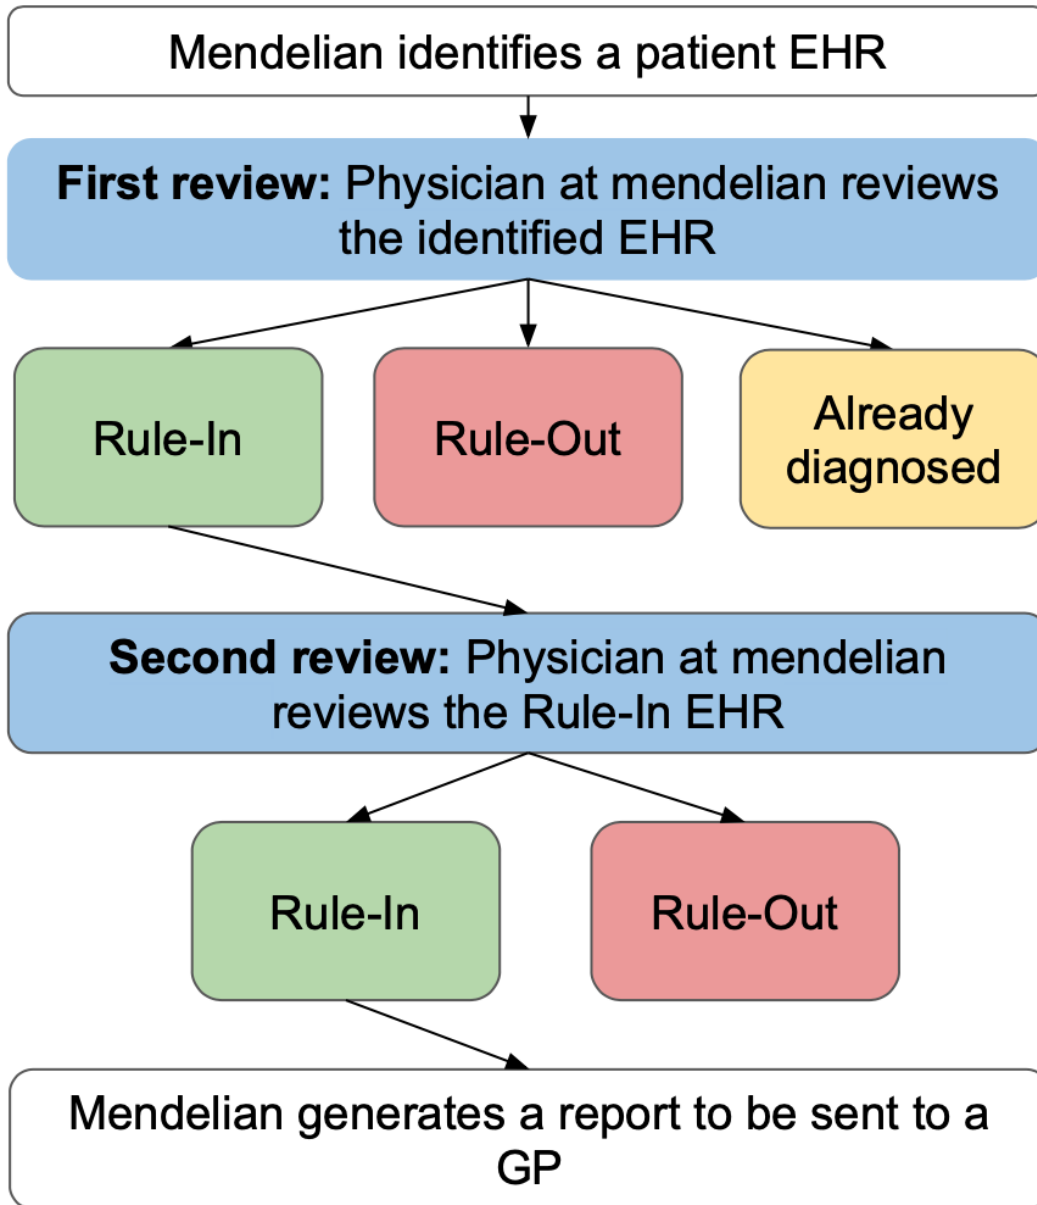 Mendelian identifies a patient EHR
First review: Physician at mendelian reviews
the identified EHR
Rule-In
Rule-Out
Already
diagnosed
Second review: Physician at mendelian
reviews the Rule-In EHR
Rule-In
Rule-Out
Mendelian generates a report to be sent to a
GP